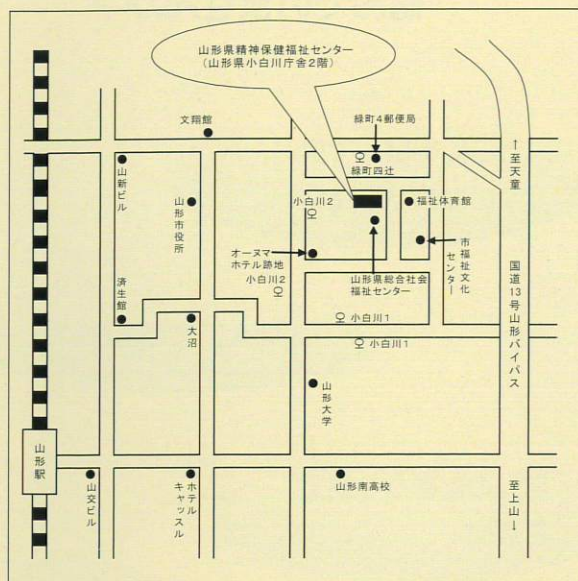 山形県精神保健福祉センター
(山形県小白川庁舎2階)
文翔館
緑町4郵便局
緑町四辻
↑至天童
山新ビル
山形市役所
小白川2
福祉体育館
オーヌマ
ホテル跡地
小白川2
山形県総合社会
福祉センター
市福祉文化
センター
国道13号山形バイパス
済生館
大沼
小白川1
小白川1
山形大学
山形駅
山交ビル
ホテル
キャッスル
山形南高校
至上山↓